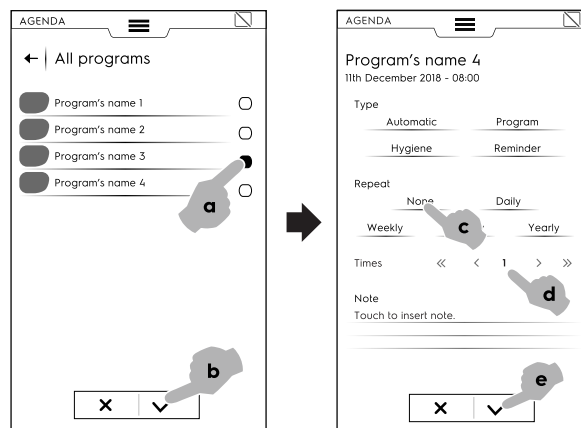 AGENDA
All programs
Program's name 1
Program's name 2
Program's name 3
Program's name 4
a
b
AGENDA
Program's name 4
11th December 2018 - 08:00
Type
Automatic Program
Hygiene Reminder
Repeat
None Daily
Weekly Yearly
c
Times « < 1 > »
d
Note
Touch to insert note.
e